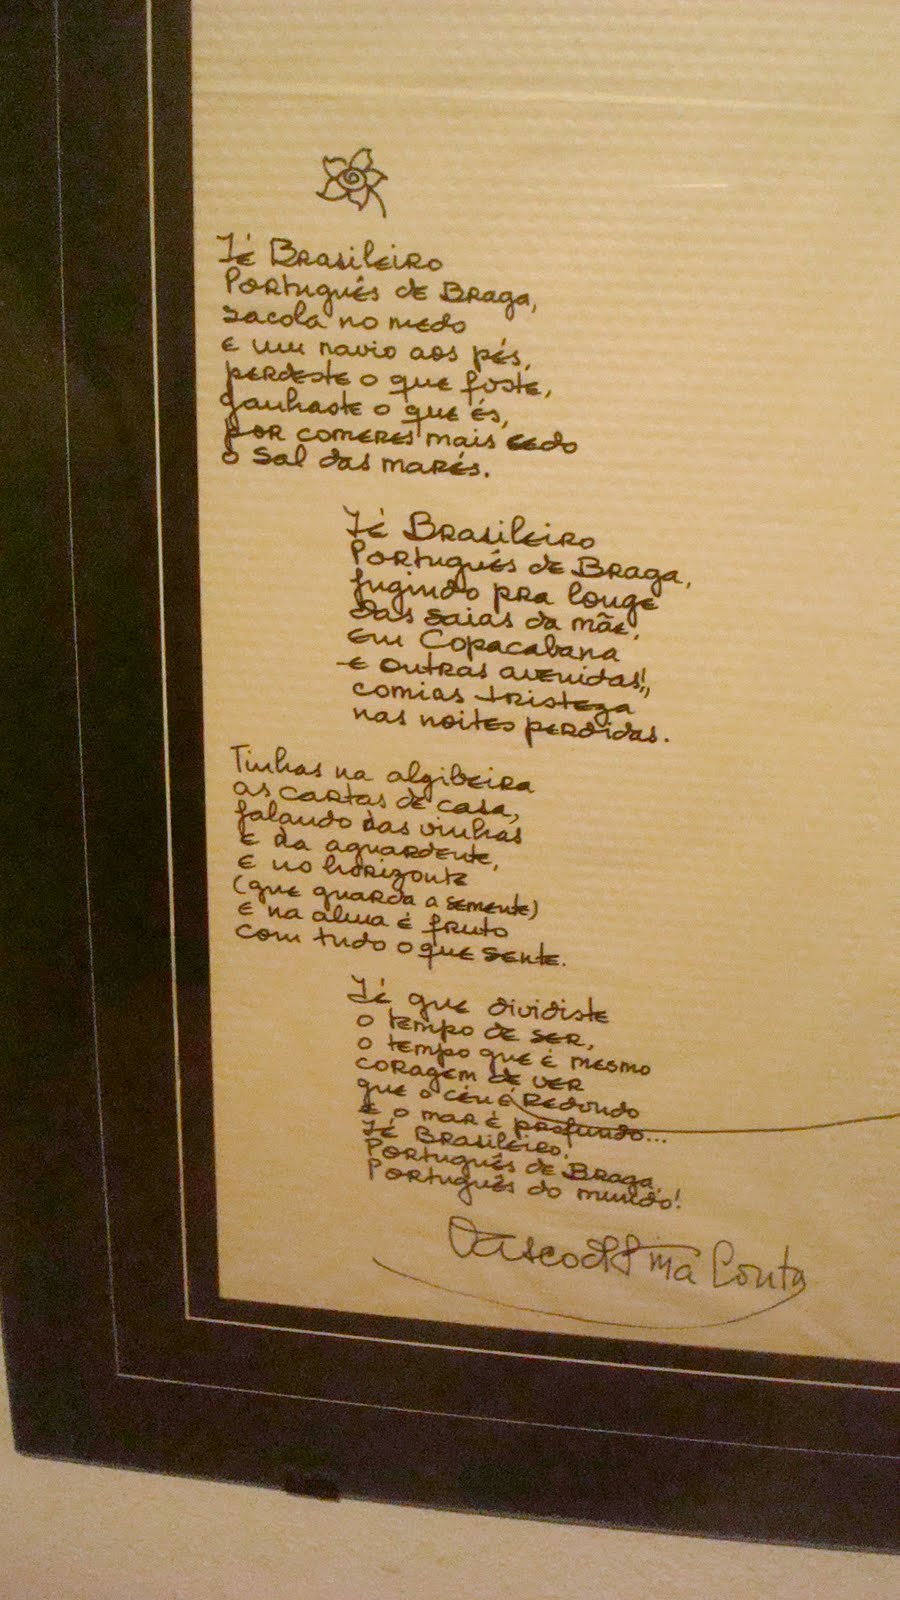 Zé Brasileiro
Português de Braga,
sacola no medo
e um navio aos pés,
perdeste o que foste,
ganhaste o que és,
por comeres mais cedo
o sal das marés.
Zé Brasileiro
Português de Braga,
fugindo pra longe
das saias da mãe,
em Copacabana
e outras avenidas!,
comias tristeza
nas noites perdidas.
Tinhas na algibeira
as cartas de casa,
falando das vinhas
e da aguardente,
e no horizonte
(que guarda a semente)
e na alma é fruto
com tudo o que sente.
Zé que dividiste
o tempo de ser,
o tempo que é mesmo
coragem de ver
que o céu é redondo
e o mar é profundo...
Zé Brasileiro,
Português de Braga,
Português do mundo!
Vasco de Lima Couto